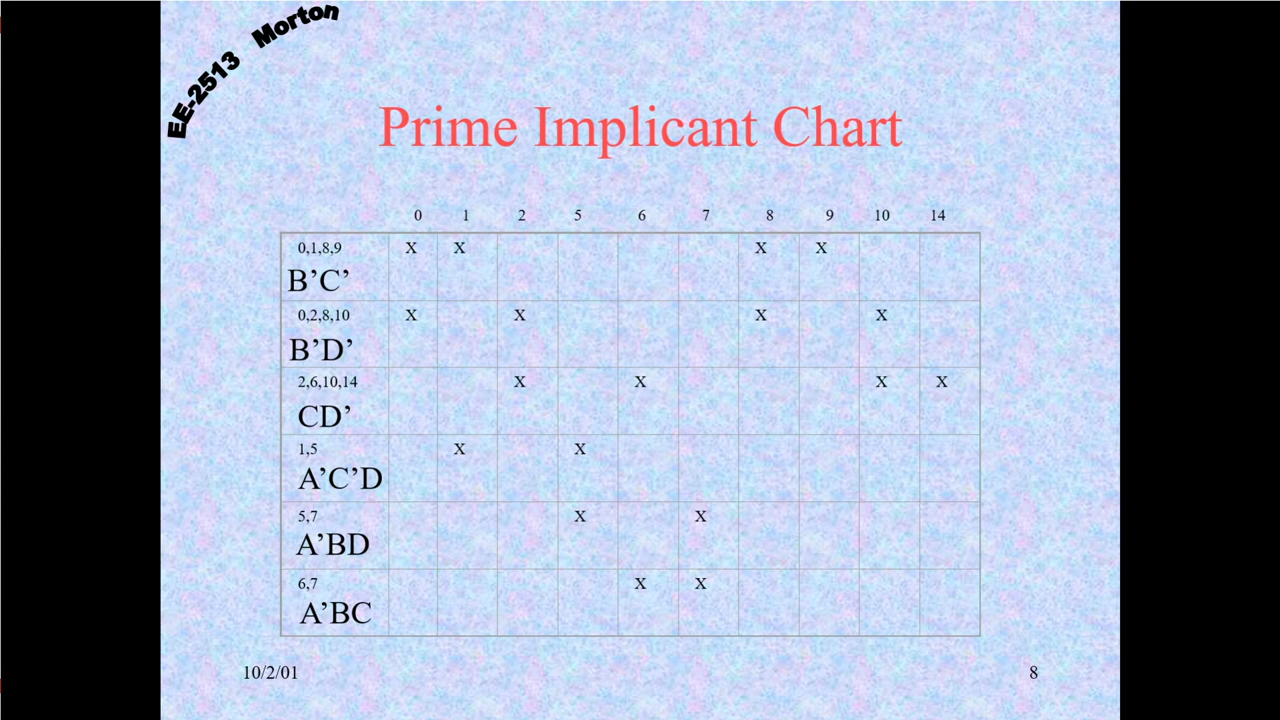 EE-2513 Morton
Prime Implicant Chart
0 1 2 5 6 7 8 9 10 14
0,1,8,9 X X X X
B’C’
0,2,8,10 X X X X
B’D’
2,6,10,14 X X X X
CD’
1,5 X X
A’C’D
5,7 X X
A’BD
6,7 X X
A’BC
10/2/01 8